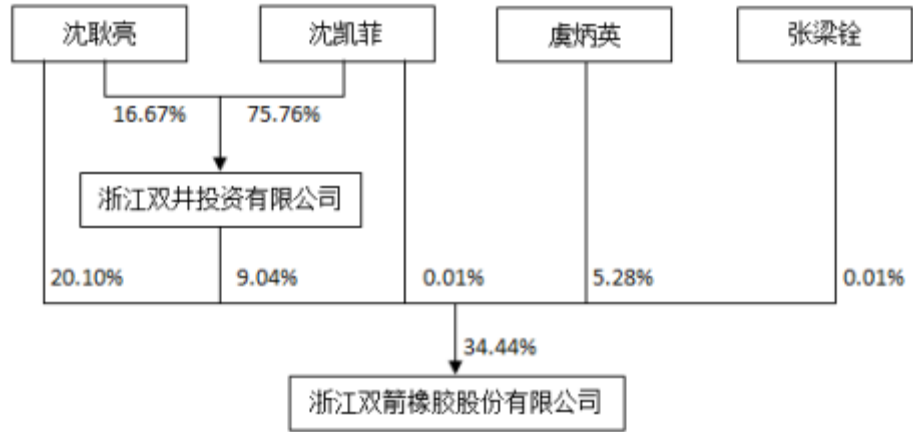 沈耿亮
沈凯菲
虞炳英
张梁铨
16.67%
75.76%
浙江双井投资有限公司
20.10%
9.04%
0.01%
5.28%
0.01%
34.44%
浙江双箭橡胶股份有限公司